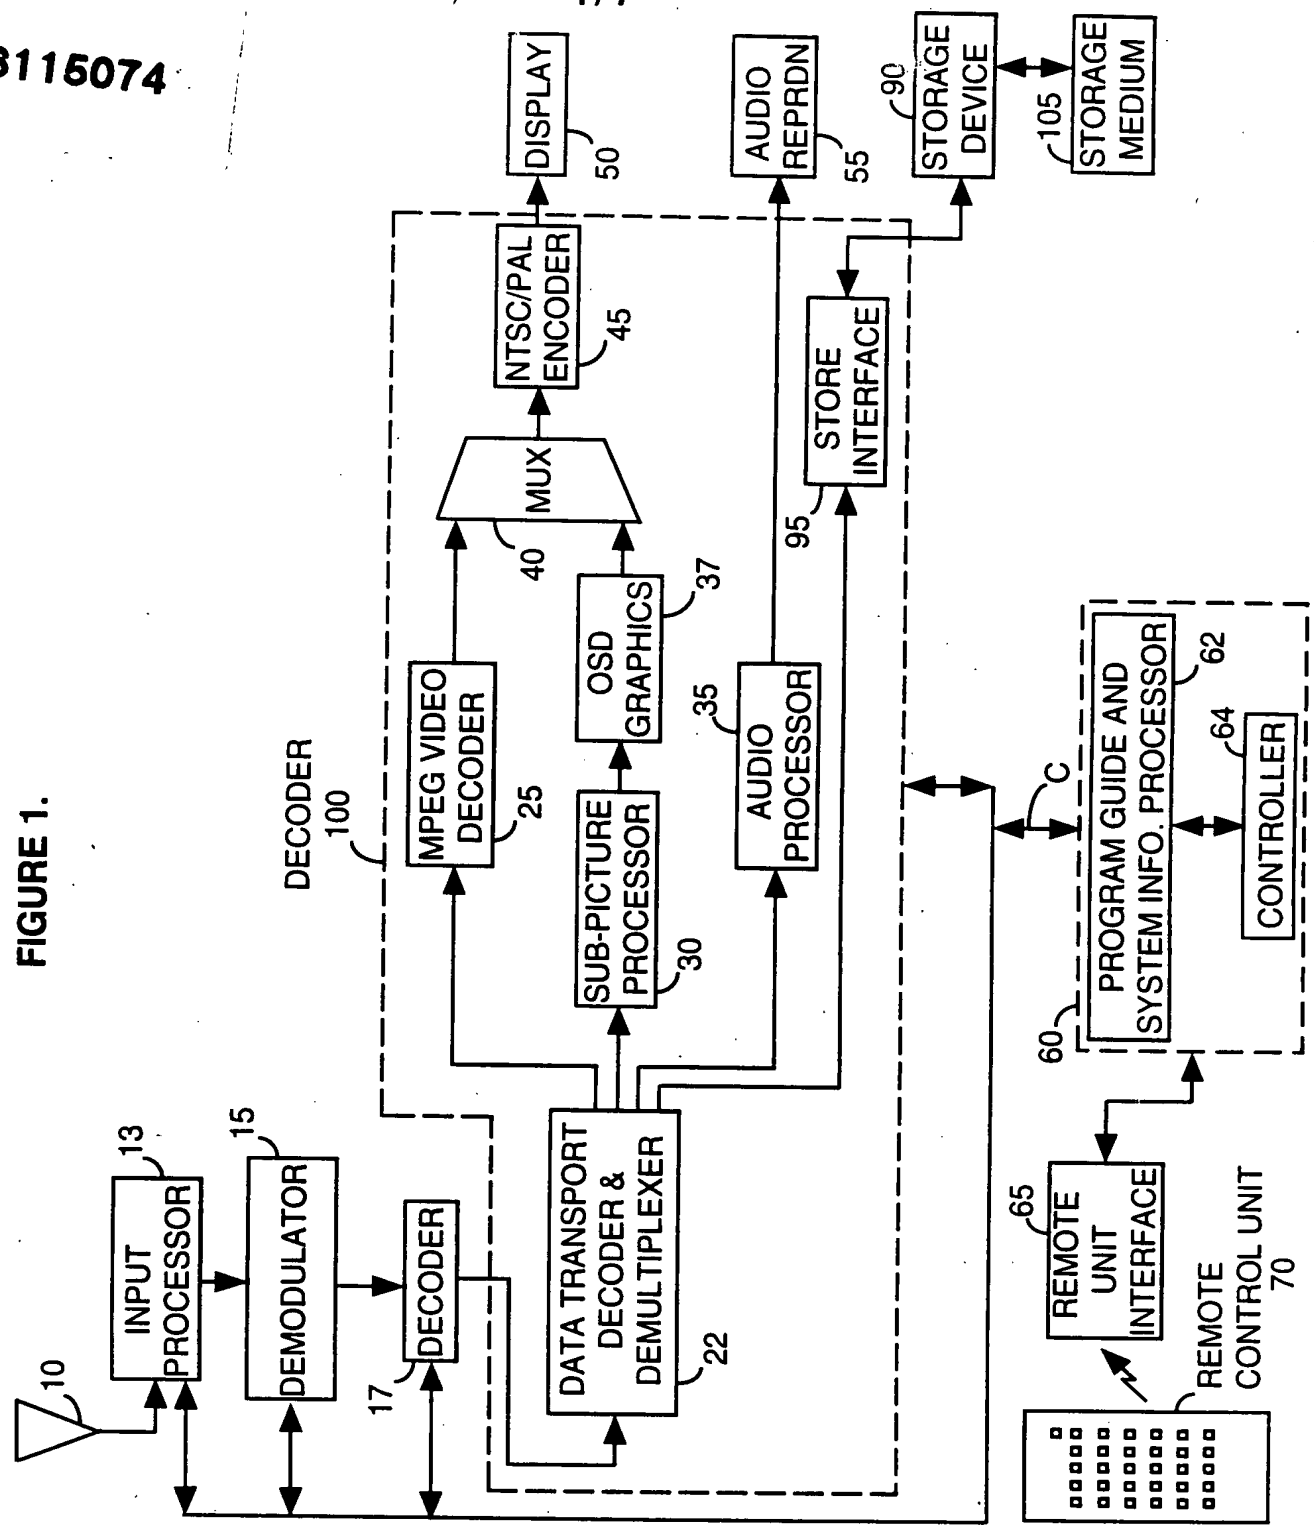 FIGURE 1.
10
INPUT
PROCESSOR
13
DEMODULATOR
15
DECODER
17
DECODER
100
DATA TRANSPORT
DECODER &
DEMULTIPLEXER
22
MPEG VIDEO
DECODER
25
SUB-PICTURE
PROCESSOR
30
OSD
GRAPHICS
37
MUX
40
NTSC/PAL
ENCODER
45
DISPLAY
50
AUDIO
PROCESSOR
35
AUDIO
REPRDN
55
STORE
INTERFACE
95
STORAGE
DEVICE
90
STORAGE
MEDIUM
105
C
60
PROGRAM GUIDE AND
SYSTEM INFO. PROCESSOR
62
CONTROLLER
64
REMOTE
UNIT
INTERFACE
65
REMOTE
CONTROL UNIT
70
115074